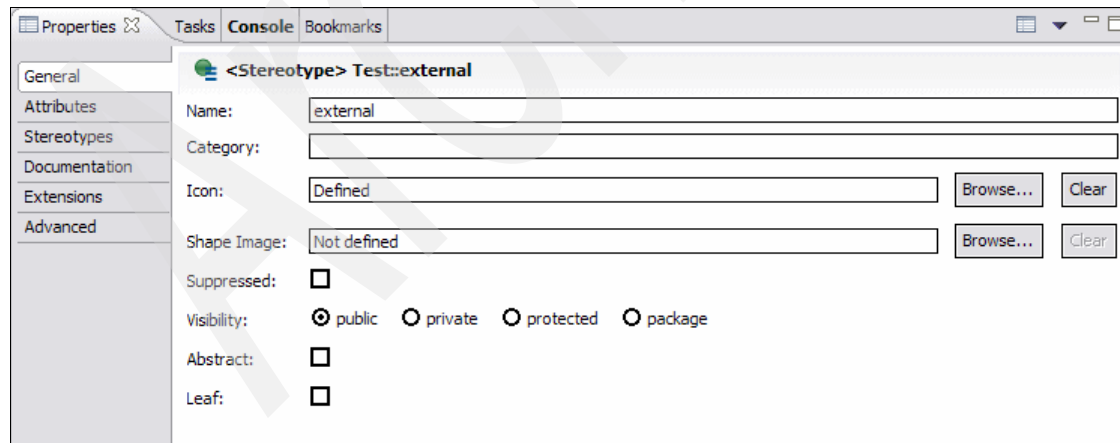 Properties Tasks Console Bookmarks
General
Attributes
Stereotypes
Documentation
Extensions
Advanced
<Stereotype> Test::external
Name: external
Category:
Icon: Defined Browse... Clear
Shape Image: Not defined Browse... Clear
Suppressed:
Visibility: public private protected package
Abstract:
Leaf: